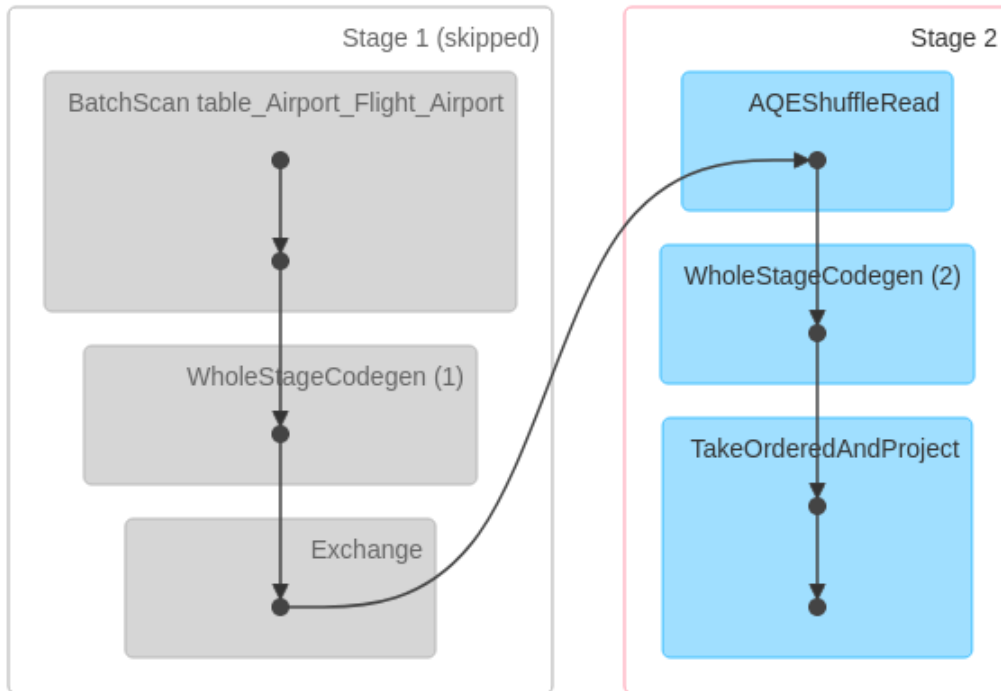 Stage 1 (skipped)
BatchScan table_Airport_Flight_Airport
WholeStageCodegen (1)
Exchange
Stage 2
AQEShuffleRead
WholeStageCodegen (2)
TakeOrderedAndProject